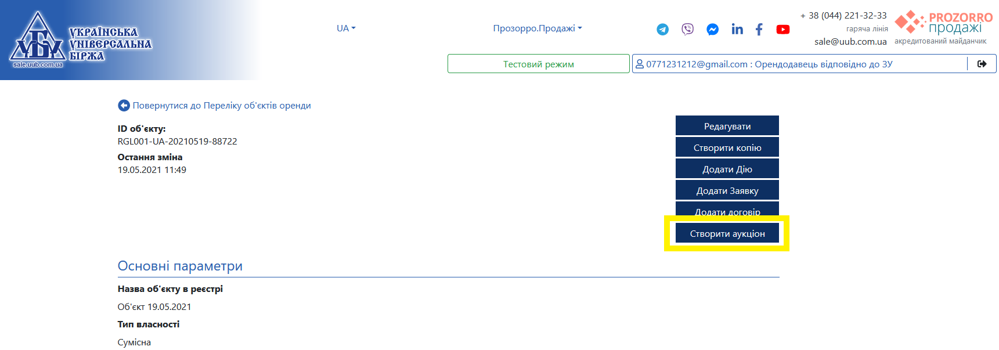 УБУ
УКРАЇНСЬКА
УНІВЕРСАЛЬНА
БІРЖА
sale.uub.com.ua
UA
Прозорро.Продажі
+ 38 (044) 221-32-33
гаряча лінія
sale@uub.com.ua
PROZORRO
продажі
акредитований майданчик
Тестовий режим
0771231212@gmail.com : Орендодавець відповідно до ЗУ
Повернутися до Переліку об'єктів оренди
ID об'єкту:
RGL001-UA-20210519-88722
Остання зміна
19.05.2021 11:49
Редагувати
Створити копію
Додати Дію
Додати Заявку
Додати договір
Створити аукціон
Основні параметри
Назва об'єкту в реєстрі
Об'єкт 19.05.2021
Тип власності
Сумісна